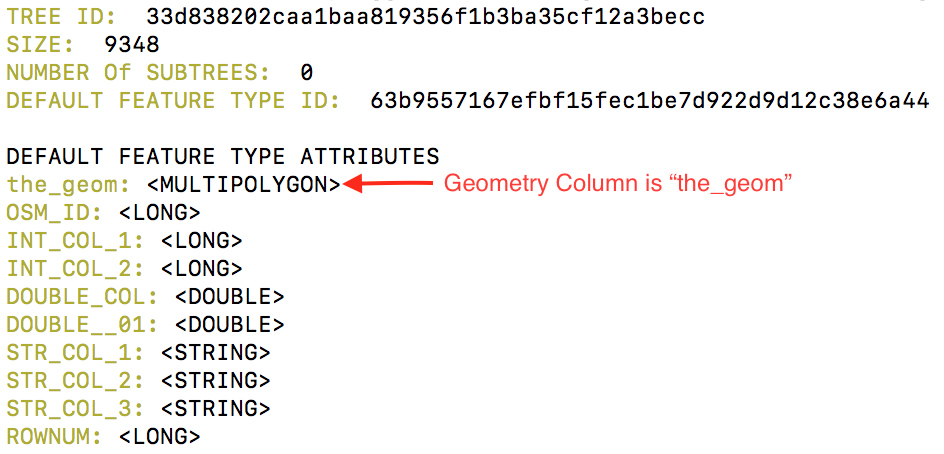 TREE ID:  33d838202caa1baa819356f1b3ba35cf12a3becc
SIZE:  9348
NUMBER Of SUBTREES:  0
DEFAULT FEATURE TYPE ID:  63b9557167efbf15fec1be7d922d9d12c38e6a44
DEFAULT FEATURE TYPE ATTRIBUTES
the_geom: <MULTIPOLYGON> Geometry Column is “the_geom”
OSM_ID: <LONG>
INT_COL_1: <LONG>
INT_COL_2: <LONG>
DOUBLE_COL: <DOUBLE>
DOUBLE__01: <DOUBLE>
STR_COL_1: <STRING>
STR_COL_2: <STRING>
STR_COL_3: <STRING>
ROWNUM: <LONG>